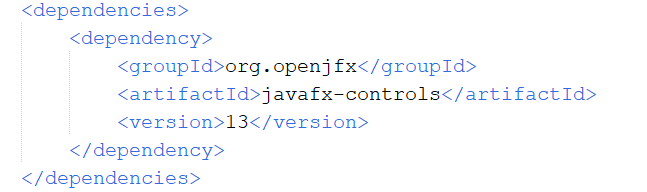 <dependencies>
<dependency>
<groupId>org.openjfx</groupId>
<artifactId>javafx-controls</artifactId>
<version>13</version>
</dependency>
</dependencies>